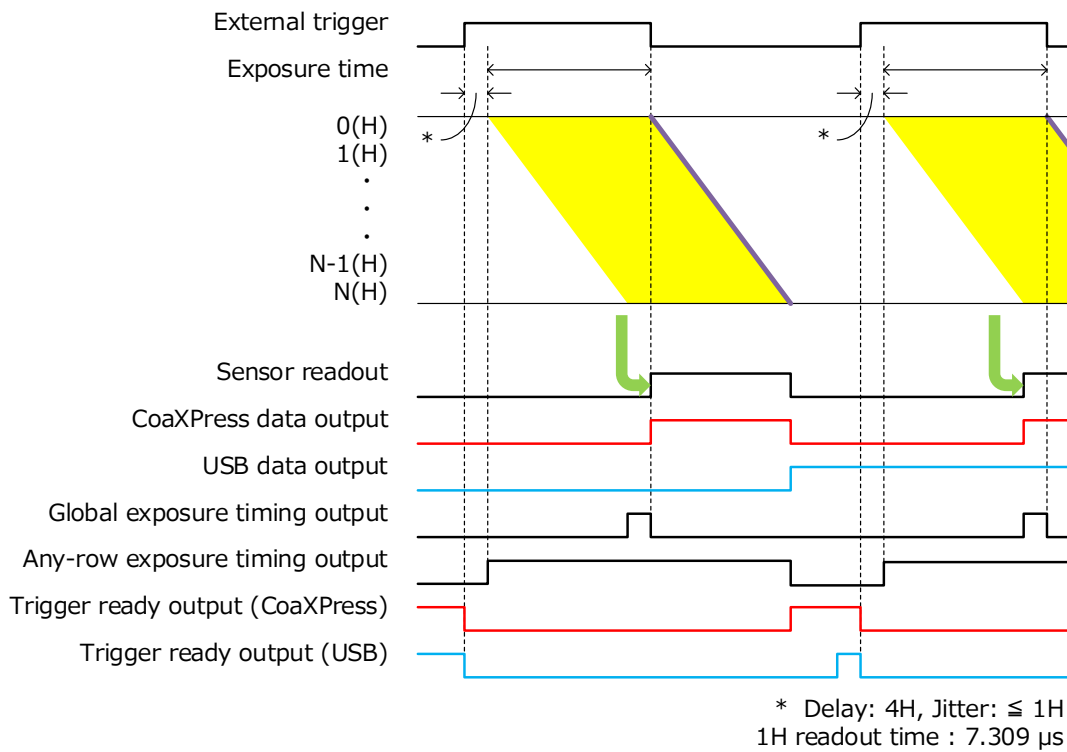 External trigger
Exposure time
*
*
0(H)
1(H)
・
・
・
N-1(H)
N(H)
Sensor readout
CoaXPress data output
USB data output
Global exposure timing output
Any-row exposure timing output
Trigger ready output (CoaXPress)
Trigger ready output (USB)
* Delay: 4H, Jitter: ≦ 1H
1H readout time : 7.309 μs